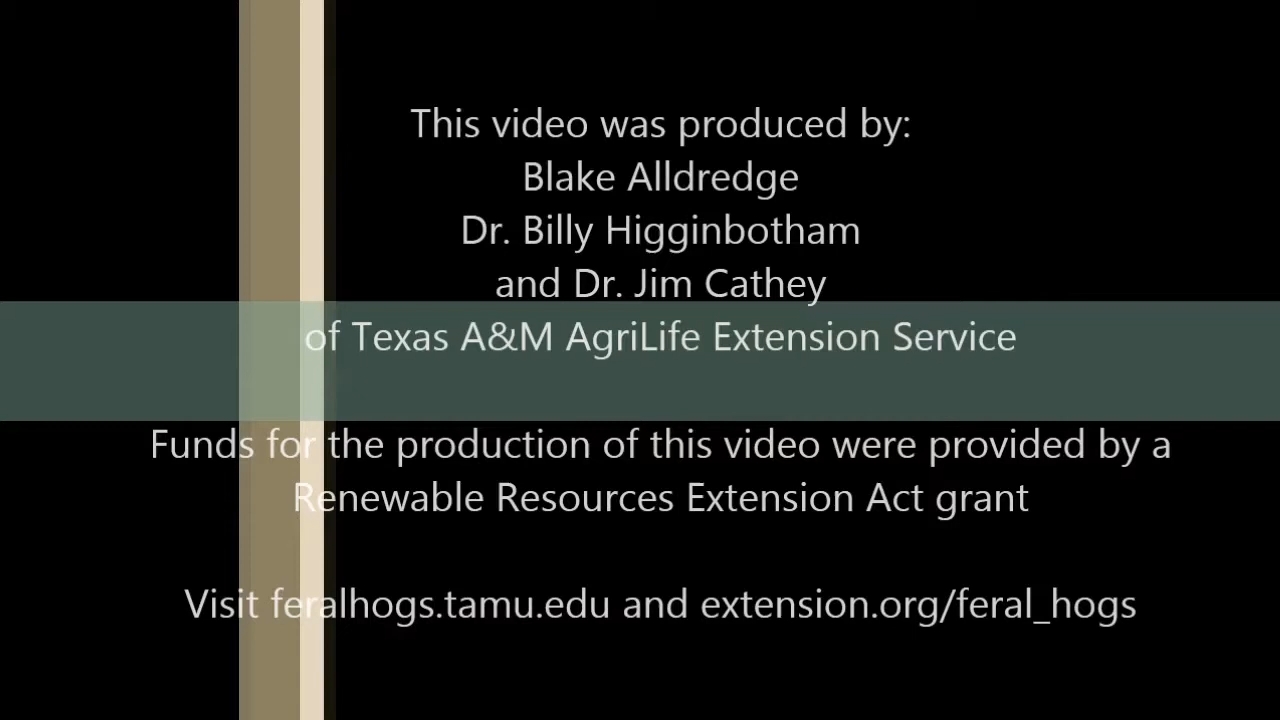 This video was produced by:
Blake Alldredge
Dr. Billy Higginbotham
and Dr. Jim Cathey
of Texas A&M AgriLife Extension Service
Funds for the production of this video were provided by a
Renewable Resources Extension Act grant
Visit feralhogs.tamu.edu and extension.org/feral_hogs